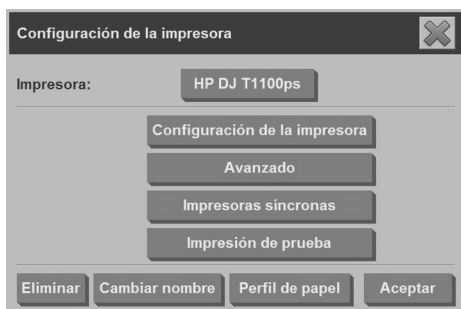 Configuración de la impresora
Impresora: HP DJ T1100ps
Configuración de la impresora
Avanzado
Impresoras síncronas
Impresión de prueba
Eliminar Cambiar nombre Perfil de papel Aceptar